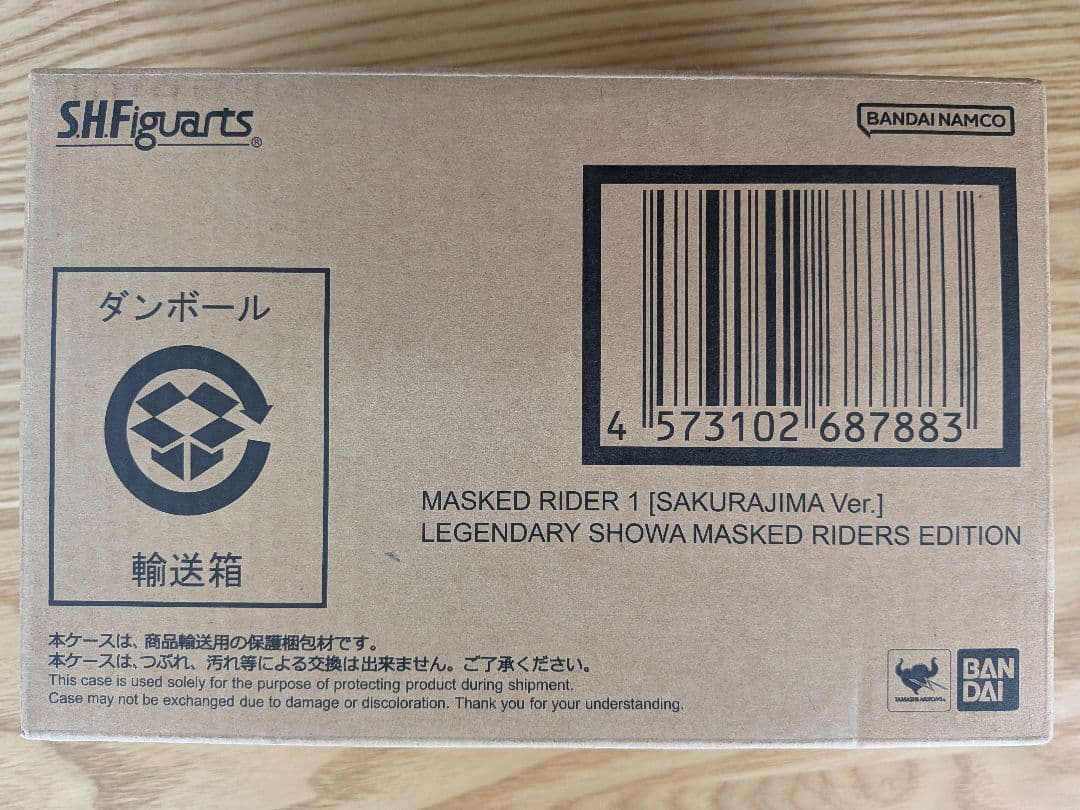 S.H.Figuarts®
BANDAI NAMCO
ダンボール
輸送箱
4 573102 687883
MASKED RIDER 1 [SAKURAJIMA Ver.]
LEGENDARY SHOWA MASKED RIDERS EDITION
本ケースは、商品輸送用の保護梱包材です。
本ケースは、つぶれ、汚れ等による交換は出来ません。ご了承ください。
This case is used solely for the purpose of protecting product during shipment.
Case may not be exchanged due to damage or discoloration. Thank you for your understanding.
TAMASHII NATIONS
BAN
DAI